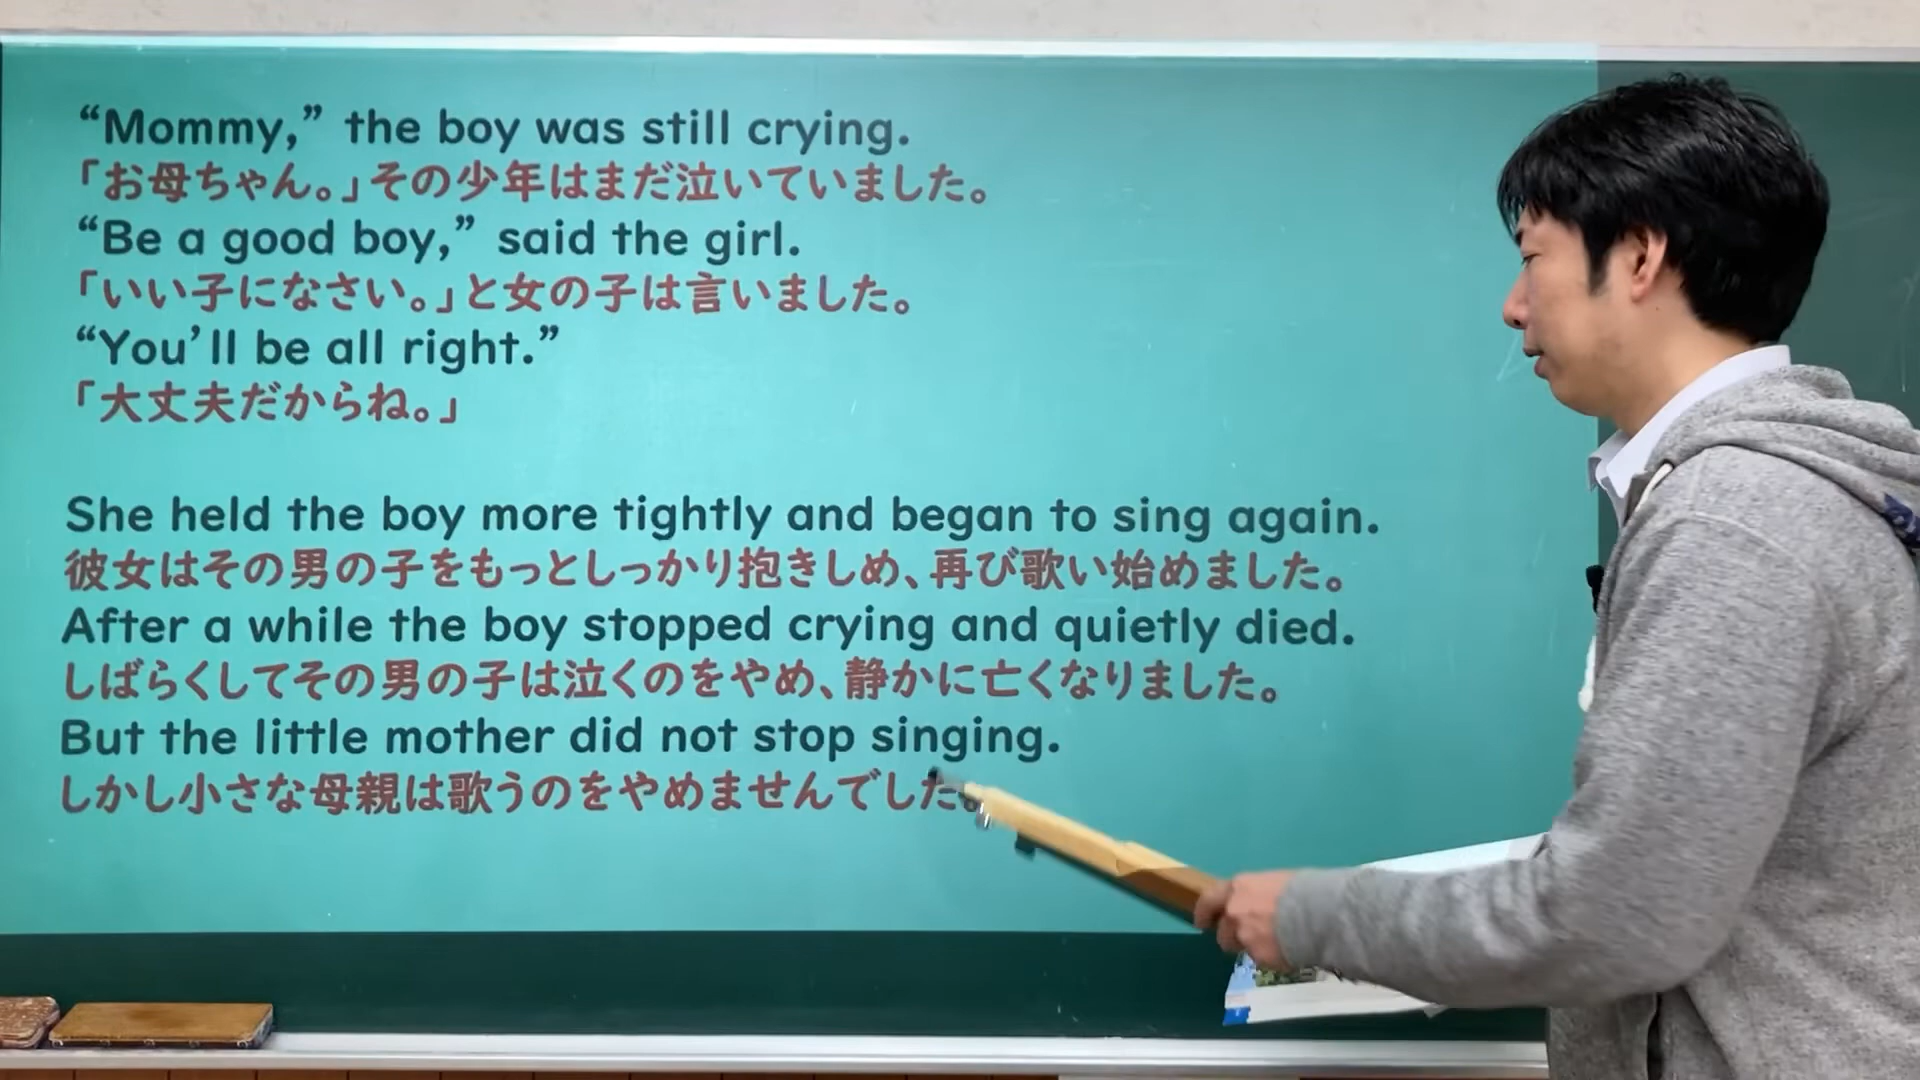 “Mommy,” the boy was still crying.
「お母ちゃん。」その少年はまだ泣いていました。
“Be a good boy,” said the girl.
「いい子になさい。」と女の子は言いました。
“You’ll be all right.”
「大丈夫だからね。」
She held the boy more tightly and began to sing again.
彼女はその男の子をもっとしっかり抱きしめ、再び歌い始めました。
After a while the boy stopped crying and quietly died.
しばらくしてその男の子は泣くのをやめ、静かに亡くなりました。
But the little mother did not stop singing.
しかし小さな母親は歌うのをやめませんでした。